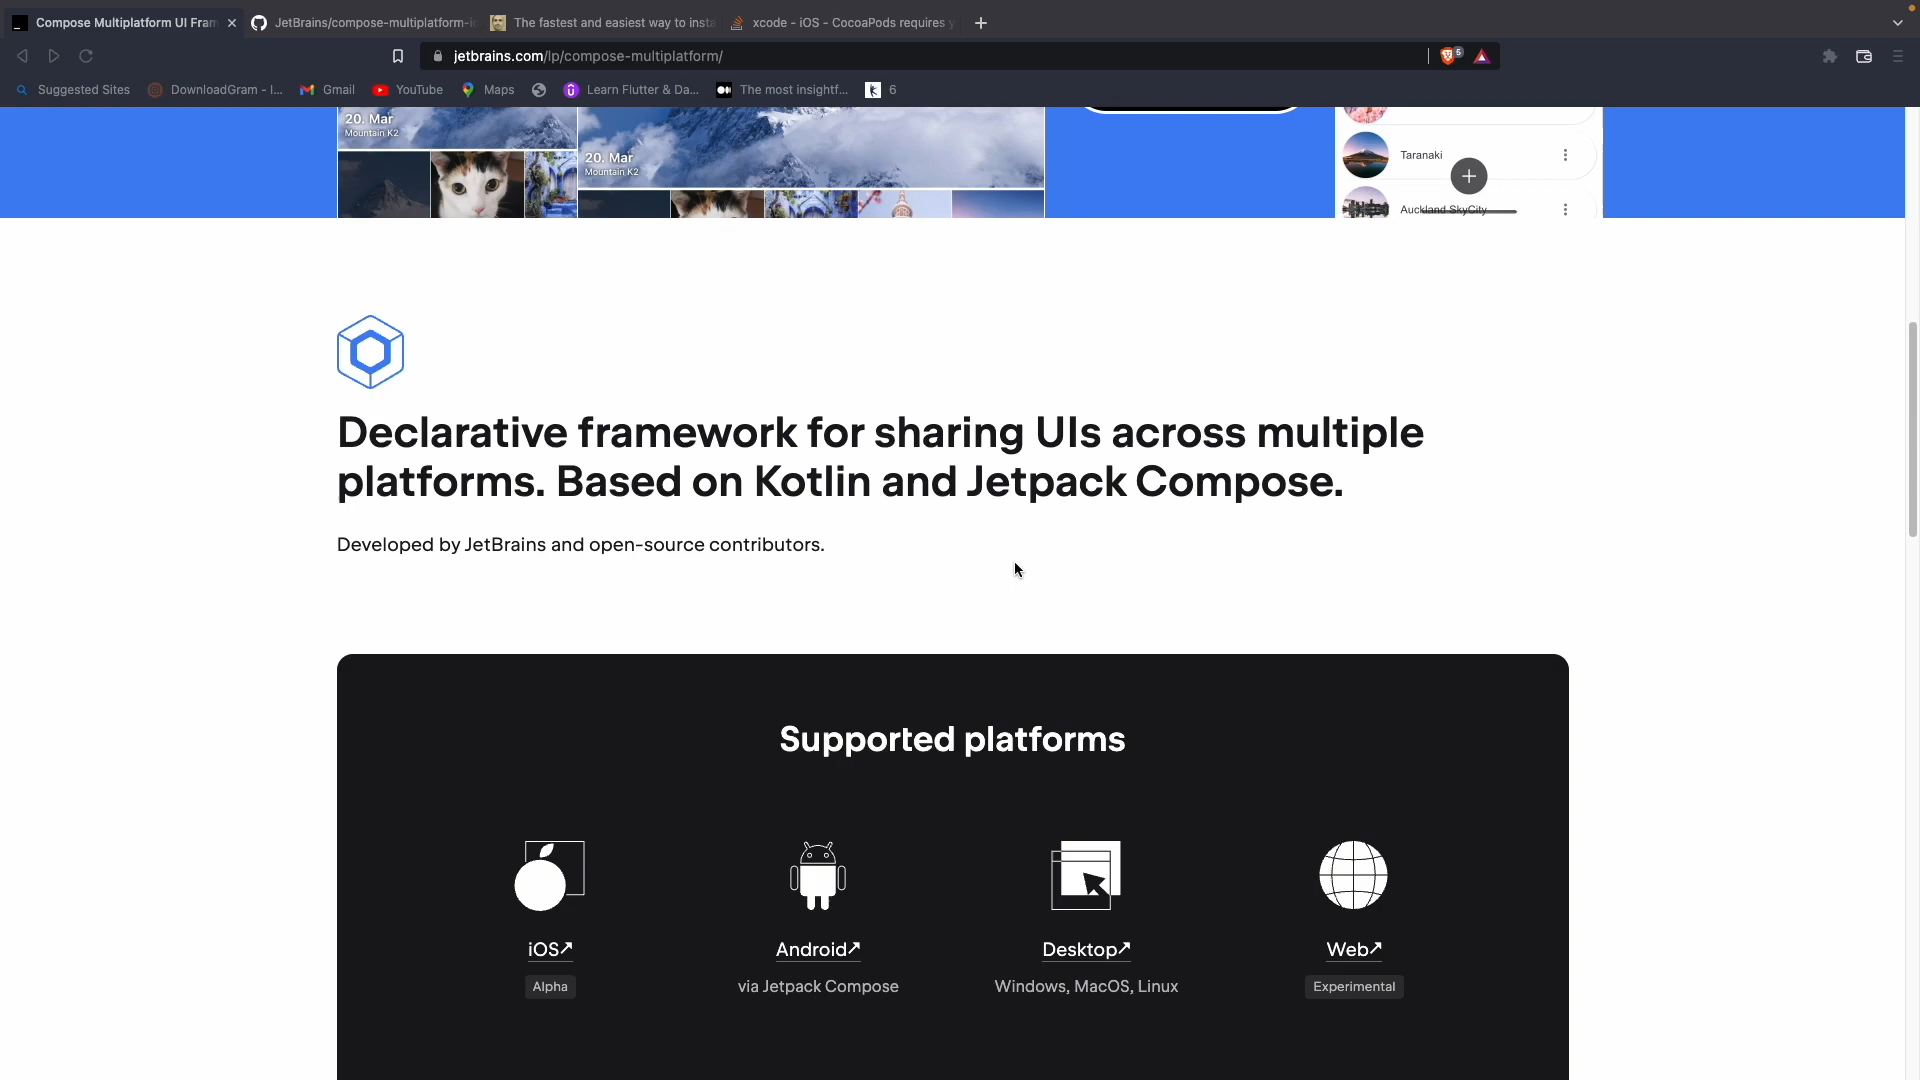 Compose Multiplatform UI Fram
JetBrains/compose-multiplatform-i
The fastest and easiest way to insta
xcode - iOS - CocoaPods requires y
jetbrains.com/lp/compose-multiplatform/
5
Suggested Sites
DownloadGram - I...
Gmail
YouTube
Maps
Learn Flutter & Da...
The most insightf...
6
20. Mar
Mountain K2
20. Mar
Mountain K2
Taranaki
Auckland SkyCity
Declarative framework for sharing UIs across multiple
platforms. Based on Kotlin and Jetpack Compose.
Developed by JetBrains and open-source contributors.
Supported platforms
iOS↗
Android↗
Desktop↗
Web↗
Alpha
via Jetpack Compose
Windows, MacOS, Linux
Experimental